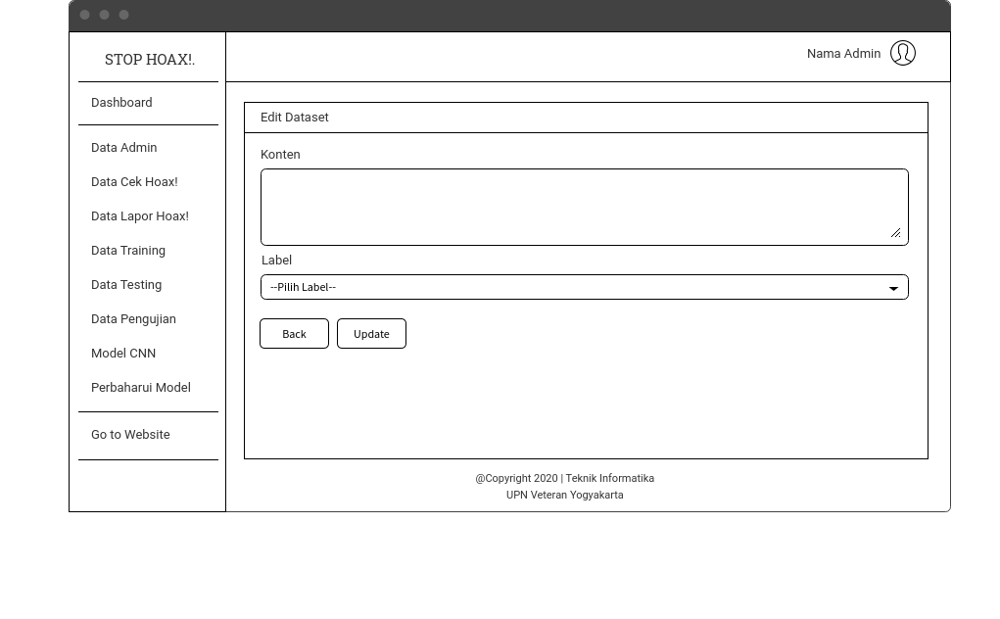 STOP HOAX!.
Nama Admin
Dashboard
Data Admin
Data Cek Hoax!
Data Lapor Hoax!
Data Training
Data Testing
Data Pengujian
Model CNN
Perbaharui Model
Go to Website
Edit Dataset
Konten
Label
--Pilih Label--
Back
Update
@Copyright 2020 | Teknik Informatika
UPN Veteran Yogyakarta